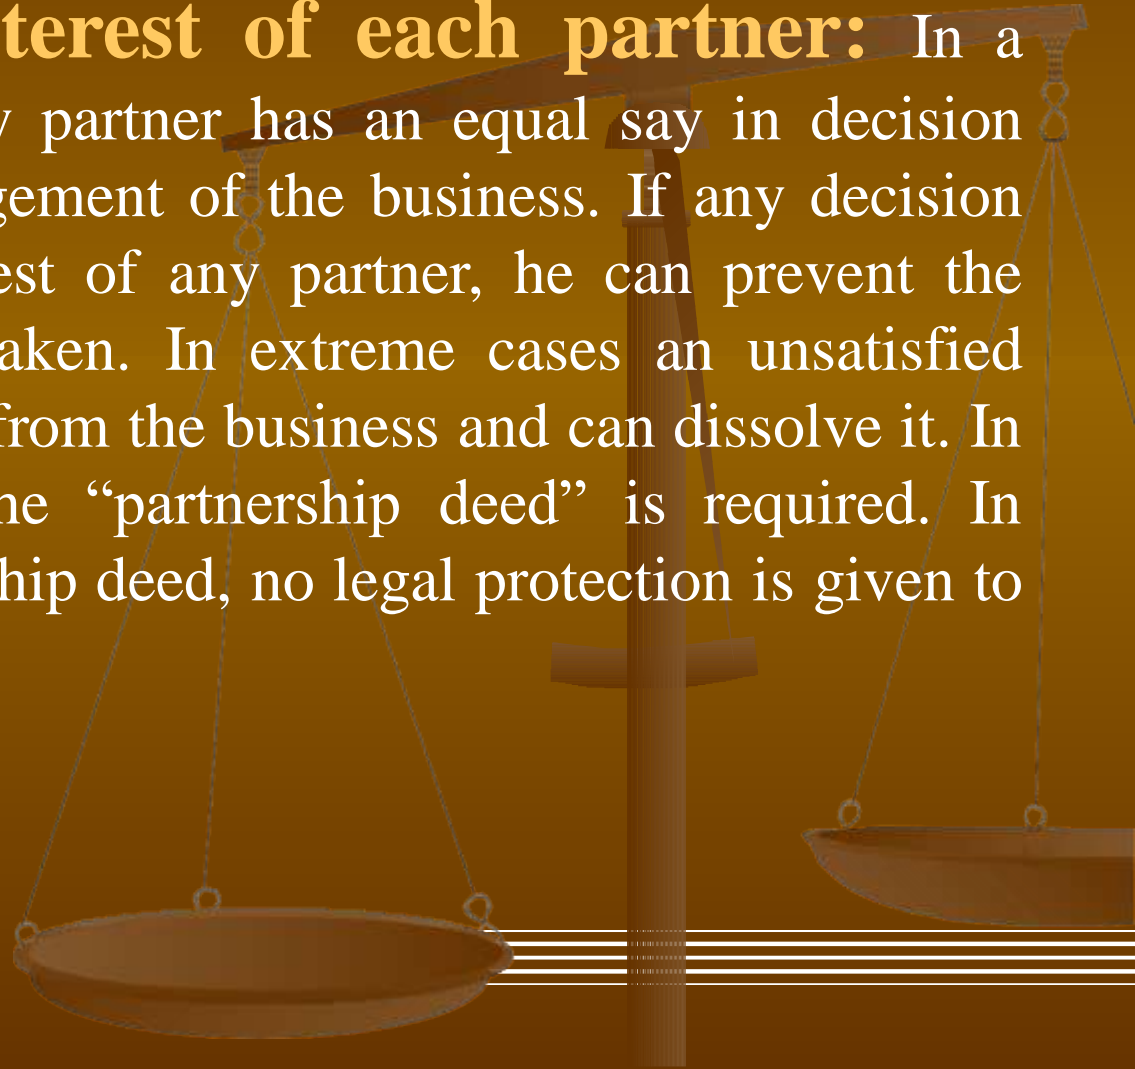 terest of each partner: In a
y partner has an equal say in decision
gement of the business. If any decision
est of any partner, he can prevent the
aken. In extreme cases an unsatisfied
from the business and can dissolve it. In
ne “partnership deed” is required. In
hip deed, no legal protection is given to